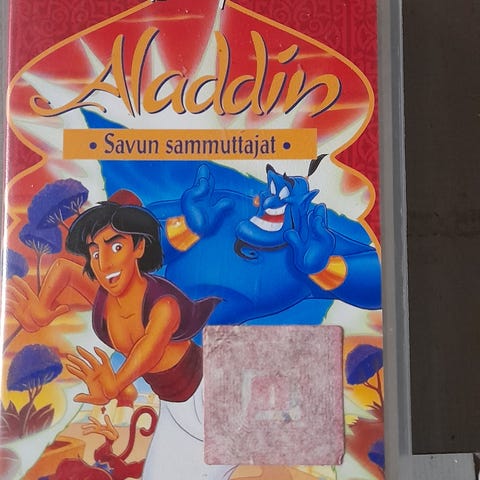 Aladdin
• Savun sammuttajat •